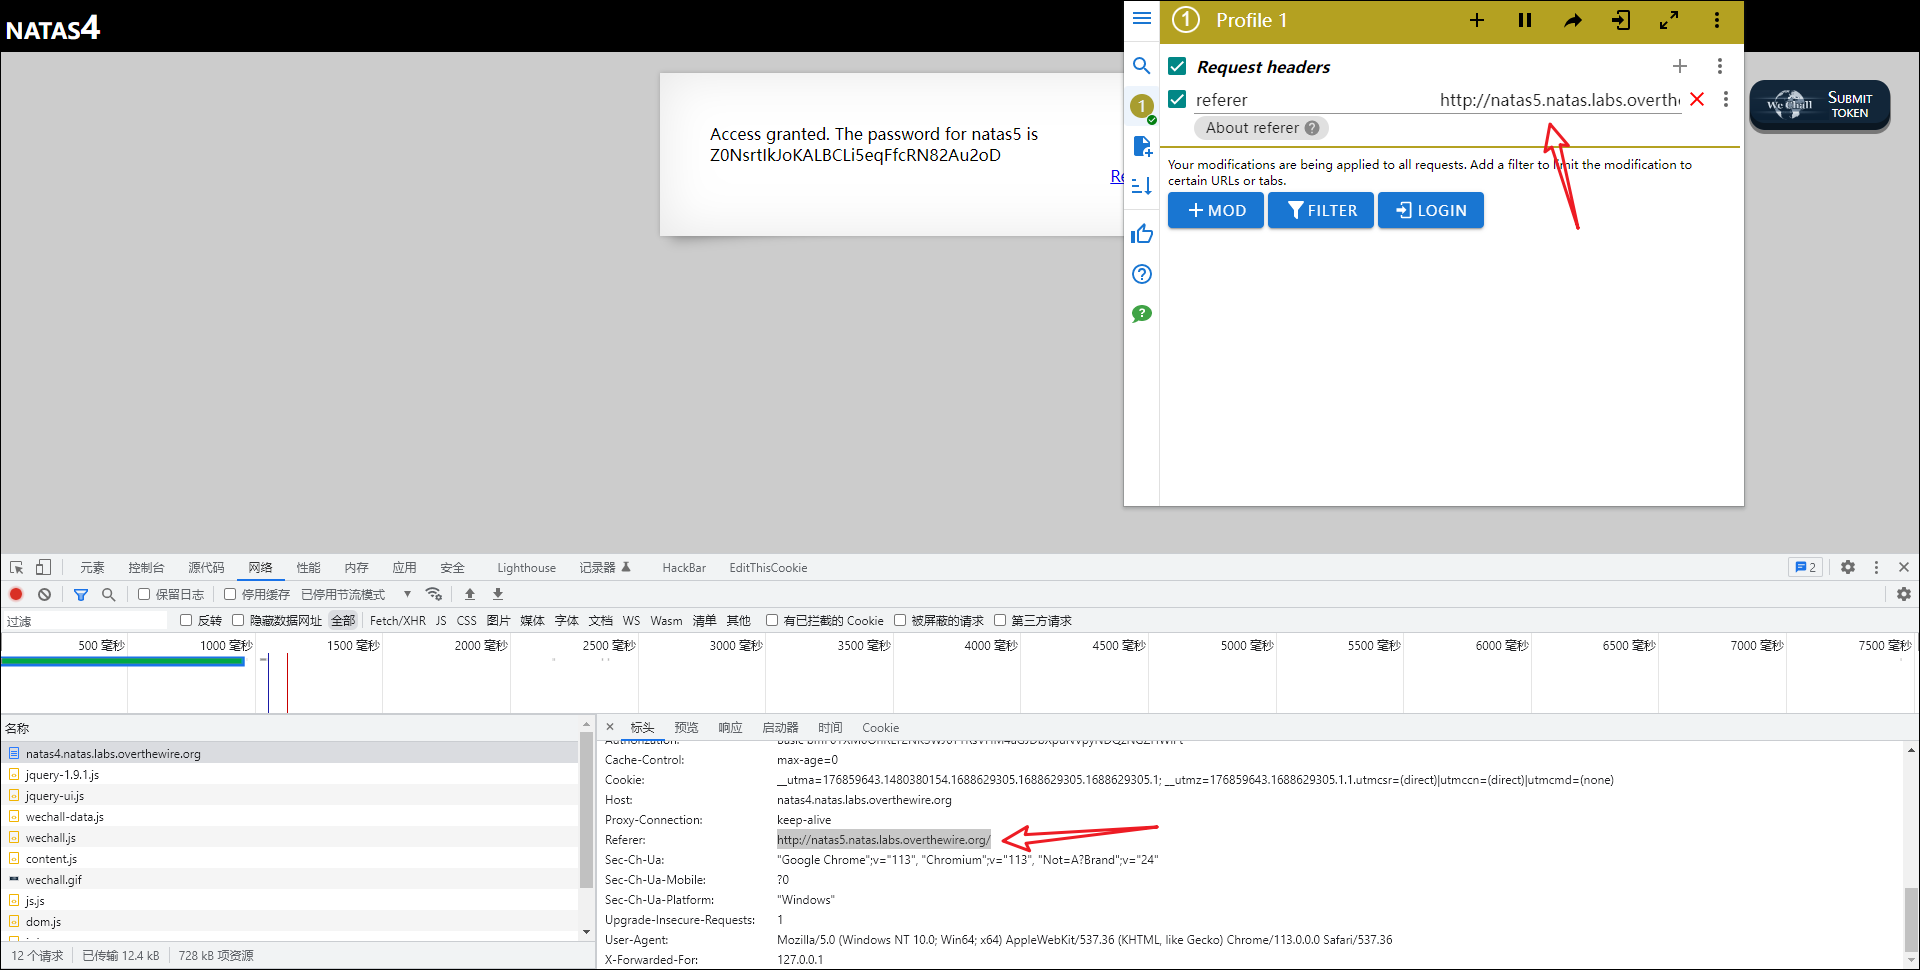 NATAS4
Access granted. The password for natas5 is
Z0NsrtIkJoKALBCLi5eqFfcRN82Au2oD
Re
1 Profile 1
Request headers
referer http://natas5.natas.labs.overth
1
About referer
Your modifications are being applied to all requests. Add a filter to limit the modification to
certain URLs or tabs.
MOD FILTER LOGIN
We Chall SUBMIT TOKEN
元素 控制台 源代码 网络 性能 内存 应用 安全 Lighthouse 记录器 HackBar EditThisCookie 2
保留日志 停用缓存 已停用节流模式
过滤 反转 隐藏数据网址 全部 Fetch/XHR JS CSS 图片 媒体 字体 文档 WS Wasm 清单 其他 有已拦截的 Cookie 被屏蔽的请求 第三方请求
500 毫秒 1000 毫秒 1500 毫秒 2000 毫秒 2500 毫秒 3000 毫秒 3500 毫秒 4000 毫秒 4500 毫秒 5000 毫秒 5500 毫秒 6000 毫秒 6500 毫秒 7000 毫秒 7500 毫秒
名称
natas4.natas.labs.overthewire.org
jquery-1.9.1.js
jquery-ui.js
wechall-data.js
wechall.js
content.js
wechall.gif
js.js
dom.js
12 个请求 已传输 12.4 kB 728 kB 项资源
标头 预览 响应 启动器 时间 Cookie
Cache-Control: max-age=0
Cookie: __utma=176859643.1480380154.1688629305.1688629305.1688629305.1; __utmz=176859643.1688629305.1.1.utmcsr=(direct)|utmccn=(direct)|utmcmd=(none)
Host: natas4.natas.labs.overthewire.org
Proxy-Connection: keep-alive
Referer: http://natas5.natas.labs.overthewire.org/
Sec-Ch-Ua: "Google Chrome";v="113", "Chromium";v="113", "Not=A?Brand";v="24"
Sec-Ch-Ua-Mobile: ?0
Sec-Ch-Ua-Platform: "Windows"
Upgrade-Insecure-Requests: 1
User-Agent: Mozilla/5.0 (Windows NT 10.0; Win64; x64) AppleWebKit/537.36 (KHTML, like Gecko) Chrome/113.0.0.0 Safari/537.36
X-Forwarded-For: 127.0.0.1